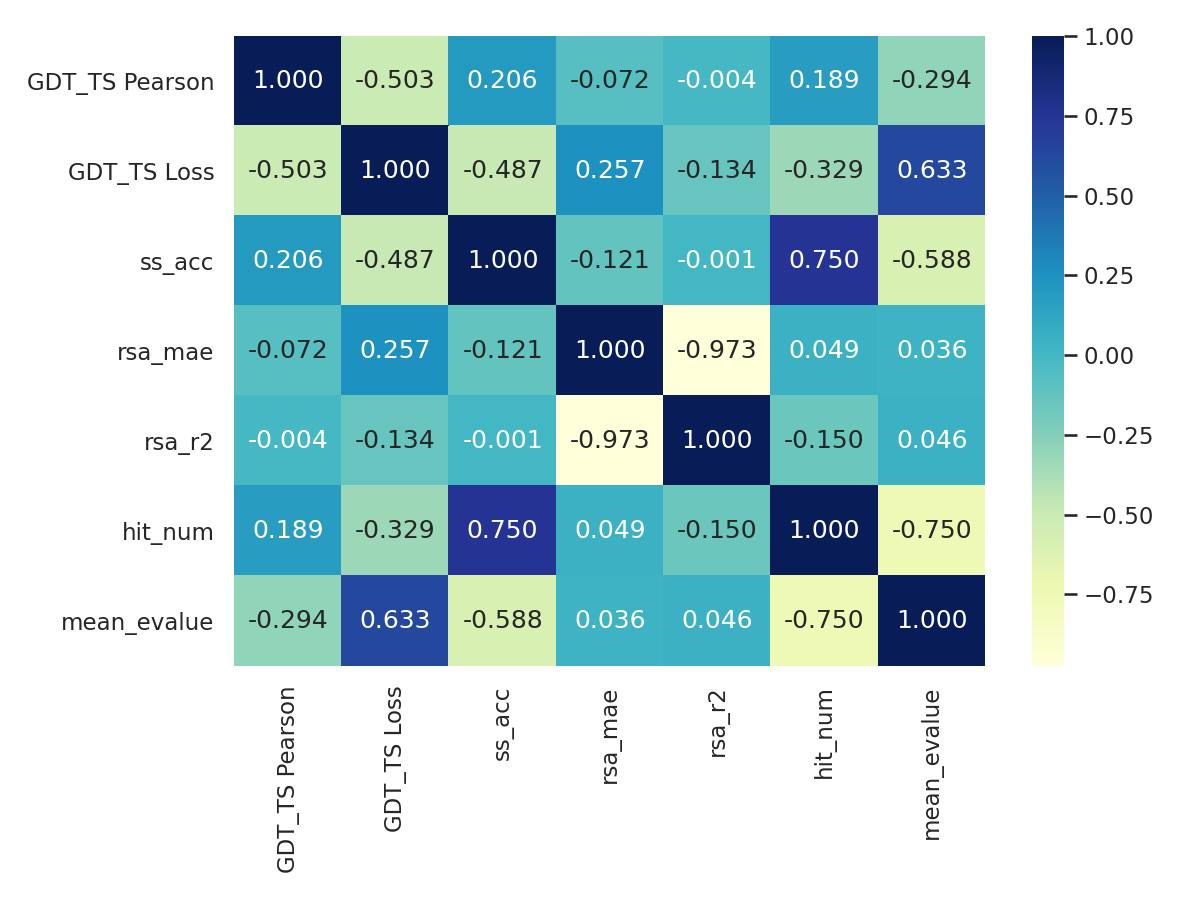 GDT_TS Pearson 1.000 -0.503 0.206 -0.072 -0.004 0.189 -0.294
GDT_TS Loss -0.503 1.000 -0.487 0.257 -0.134 -0.329 0.633
ss_acc 0.206 -0.487 1.000 -0.121 -0.001 0.750 -0.588
rsa_mae -0.072 0.257 -0.121 1.000 -0.973 0.049 0.036
rsa_r2 -0.004 -0.134 -0.001 -0.973 1.000 -0.150 0.046
hit_num 0.189 -0.329 0.750 0.049 -0.150 1.000 -0.750
mean_evalue -0.294 0.633 -0.588 0.036 0.046 -0.750 1.000
GDT_TS Pearson
GDT_TS Loss
ss_acc
rsa_mae
rsa_r2
hit_num
mean_evalue
1.00
0.75
0.50
0.25
0.00
−0.25
−0.50
−0.75